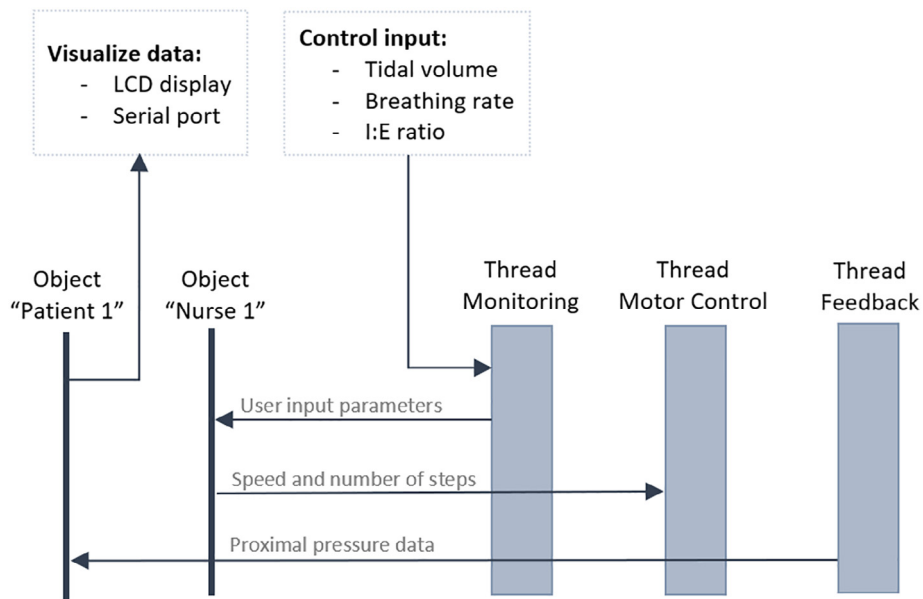 Visualize data:
- LCD display
- Serial port
Control input:
- Tidal volume
- Breathing rate
- I:E ratio
Object
“Patient 1”
Object
“Nurse 1”
Thread
Monitoring
Thread
Motor Control
Thread
Feedback
User input parameters
Speed and number of steps
Proximal pressure data